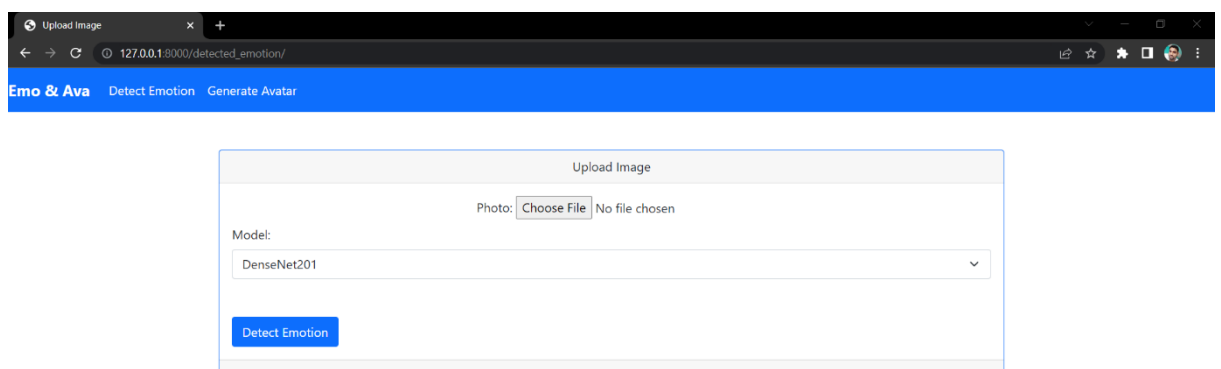 Upload Image
127.0.0.1:8000/detected_emotion/
Emo & Ava Detect Emotion Generate Avatar
Upload Image
Photo: Choose File No file chosen
Model:
DenseNet201
Detect Emotion